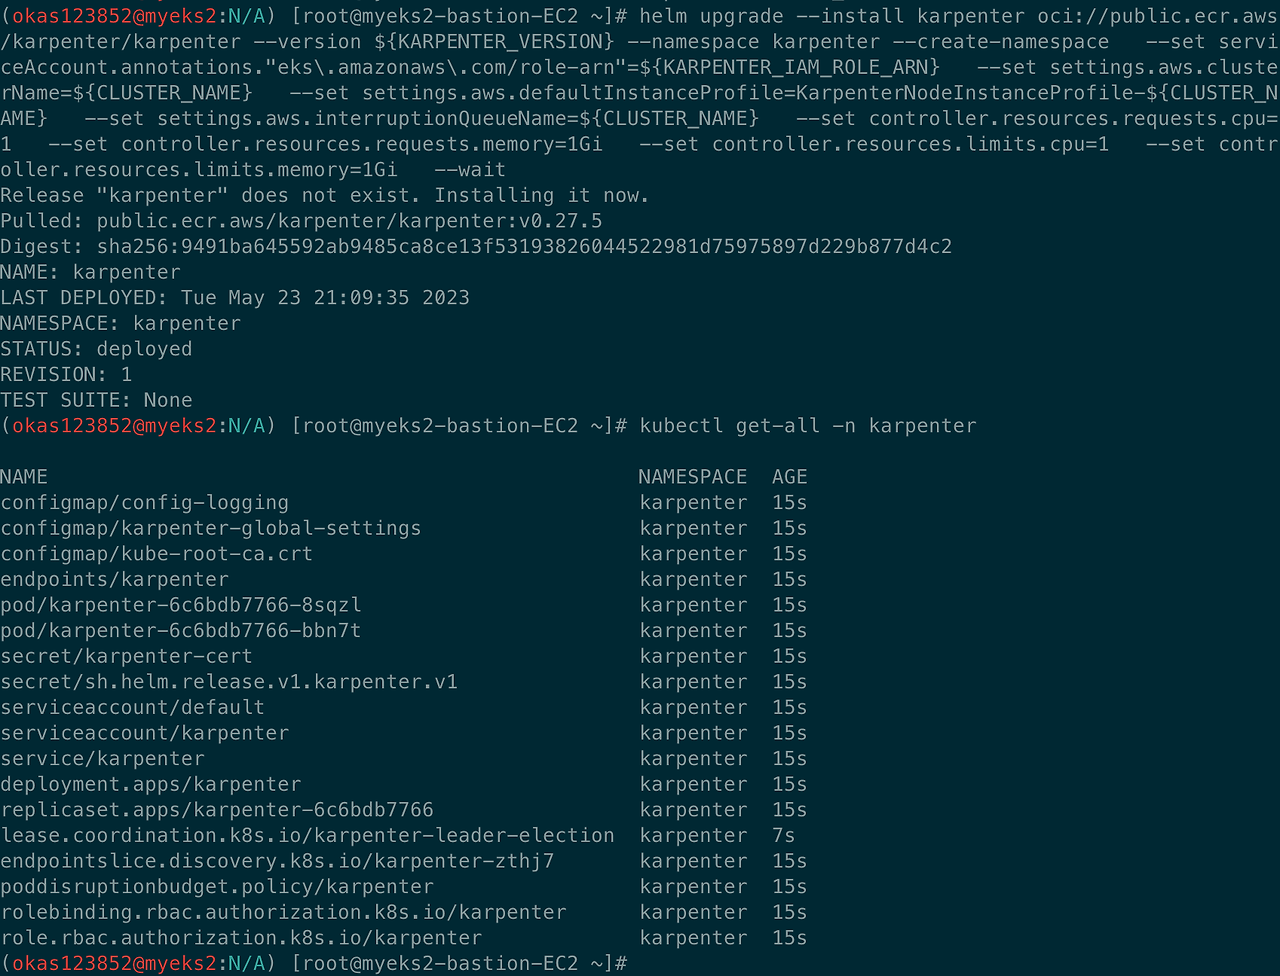 (okas123852@myeks2:N/A) [root@myeks2-bastion-EC2 ~]# helm upgrade --install karpenter oci://public.ecr.aws
/karpenter/karpenter --version ${KARPENTER_VERSION} --namespace karpenter --create-namespace   --set servi
ceAccount.annotations."eks\.amazonaws\.com/role-arn"=${KARPENTER_IAM_ROLE_ARN}   --set settings.aws.cluste
rName=${CLUSTER_NAME}   --set settings.aws.defaultInstanceProfile=KarpenterNodeInstanceProfile-${CLUSTER_N
AME}   --set settings.aws.interruptionQueueName=${CLUSTER_NAME}   --set controller.resources.requests.cpu=
1   --set controller.resources.requests.memory=1Gi   --set controller.resources.limits.cpu=1   --set contr
oller.resources.limits.memory=1Gi   --wait
Release "karpenter" does not exist. Installing it now.
Pulled: public.ecr.aws/karpenter/karpenter:v0.27.5
Digest: sha256:9491ba645592ab9485ca8ce13f53193826044522981d75975897d229b877d4c2
NAME: karpenter
LAST DEPLOYED: Tue May 23 21:09:35 2023
NAMESPACE: karpenter
STATUS: deployed
REVISION: 1
TEST SUITE: None
(okas123852@myeks2:N/A) [root@myeks2-bastion-EC2 ~]# kubectl get-all -n karpenter
NAME                                                 NAMESPACE  AGE
configmap/config-logging                             karpenter  15s
configmap/karpenter-global-settings                  karpenter  15s
configmap/kube-root-ca.crt                           karpenter  15s
endpoints/karpenter                                  karpenter  15s
pod/karpenter-6c6bdb7766-8sqzl                       karpenter  15s
pod/karpenter-6c6bdb7766-bbn7t                       karpenter  15s
secret/karpenter-cert                                karpenter  15s
secret/sh.helm.release.v1.karpenter.v1               karpenter  15s
serviceaccount/default                               karpenter  15s
serviceaccount/karpenter                             karpenter  15s
service/karpenter                                    karpenter  15s
deployment.apps/karpenter                            karpenter  15s
replicaset.apps/karpenter-6c6bdb7766                 karpenter  15s
lease.coordination.k8s.io/karpenter-leader-election  karpenter  7s
endpointslice.discovery.k8s.io/karpenter-zthj7       karpenter  15s
poddisruptionbudget.policy/karpenter                 karpenter  15s
rolebinding.rbac.authorization.k8s.io/karpenter      karpenter  15s
role.rbac.authorization.k8s.io/karpenter             karpenter  15s
(okas123852@myeks2:N/A) [root@myeks2-bastion-EC2 ~]#